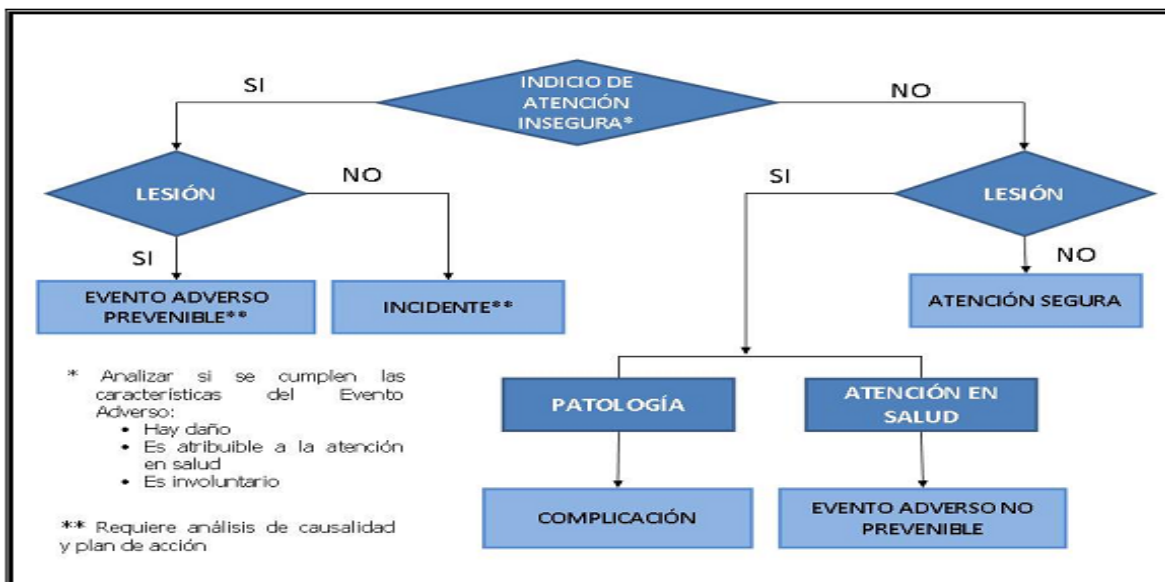 INDICIO DE
ATENCIÓN
INSEGURA*
SI
NO
LESIÓN
NO
SI
SI
LESIÓN
NO
EVENTO ADVERSO
PREVENIBLE**
INCIDENTE**
ATENCIÓN SEGURA
PATOLOGÍA
ATENCIÓN EN
SALUD
COMPLICACIÓN
EVENTO ADVERSO NO
PREVENIBLE
* Analizar si se cumplen las
características del Evento
Adverso:
• Hay daño
• Es atribuible a la atención
en salud
• Es involuntario
** Requiere análisis de causalidad
y plan de acción